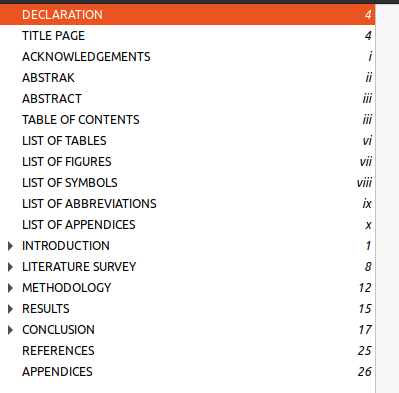 DECLARATION 4
TITLE PAGE 4
ACKNOWLEDGEMENTS i
ABSTRAK ii
ABSTRACT iii
TABLE OF CONTENTS iii
LIST OF TABLES vi
LIST OF FIGURES vii
LIST OF SYMBOLS viii
LIST OF ABBREVIATIONS ix
LIST OF APPENDICES x
INTRODUCTION 1
LITERATURE SURVEY 8
METHODOLOGY 12
RESULTS 15
CONCLUSION 17
REFERENCES 25
APPENDICES 26